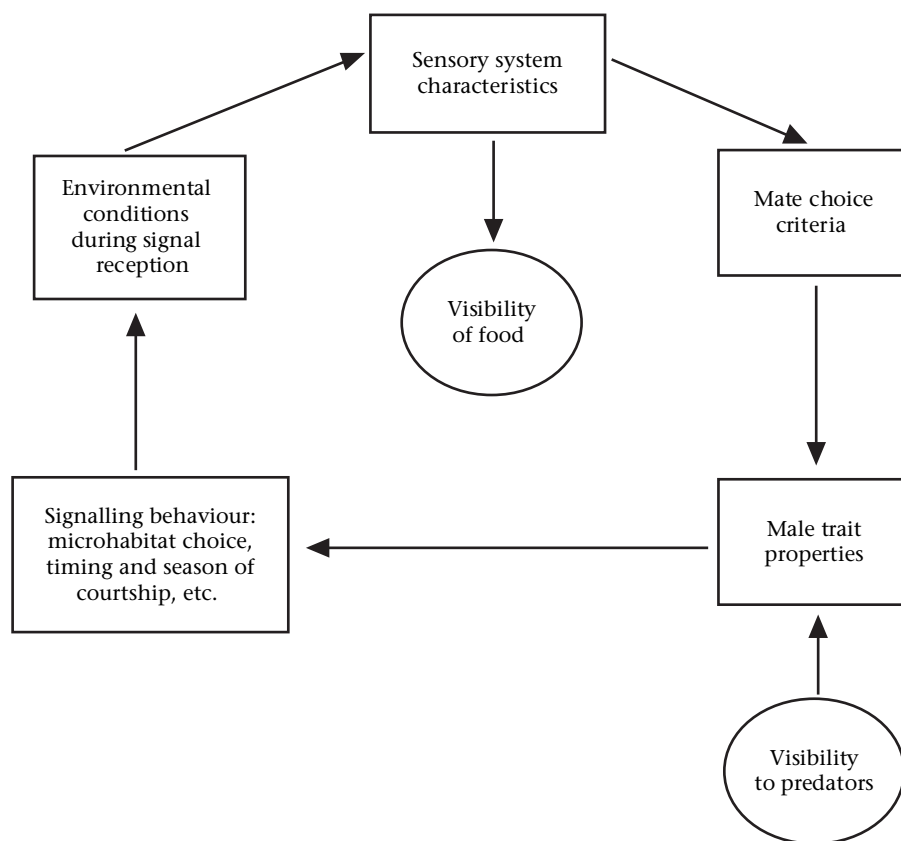 Sensory system
characteristics
Environmental
conditions
during signal
reception
Mate choice
criteria
Visibility
of food
Signalling behaviour:
microhabitat choice,
timing and season of
courtship, etc.
Male trait
properties
Visibility
to predators